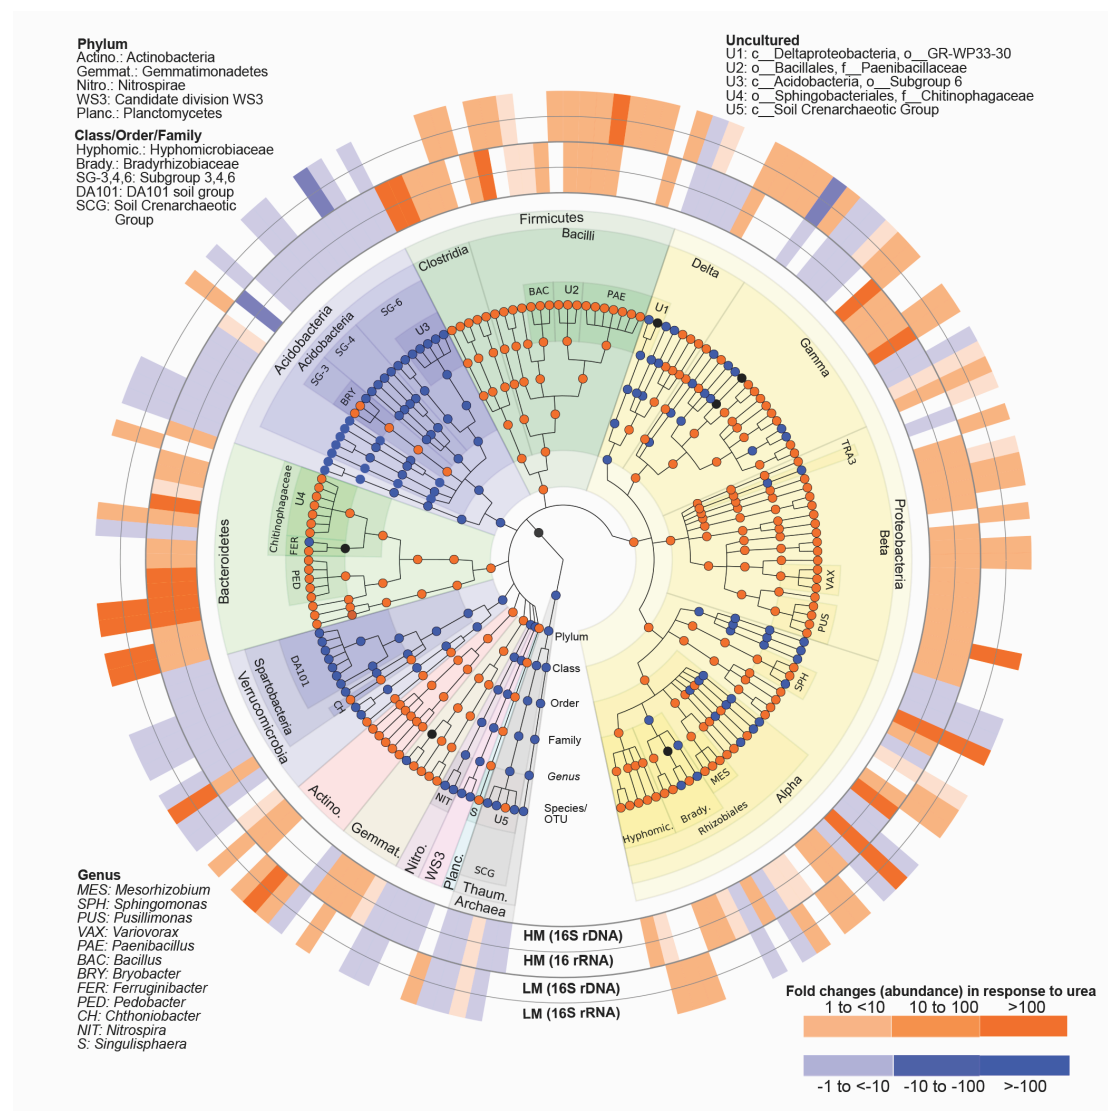 Phylum
Actino.: Actinobacteria
Gemmat.: Gemmatimonadetes
Nitro.: Nitrospirae
WS3: Candidate division WS3
Planc.: Planctomycetes
Class/Order/Family
Hyphomic.: Hyphomicrobiaceae
Brady.: Bradyrhizobiaceae
SG-3,4,6: Subgroup 3,4,6
DA101: DA101 soil group
SCG: Soil Crenarchaeotic
Group
Uncultured
U1: c__Deltaproteobacteria, o__GR-WP33-30
U2: o__Bacillales, f__Paenibacillaceae
U3: c__Acidobacteria, o__Subgroup 6
U4: o__Sphingobacteriales, f__Chitinophagaceae
U5: c__Soil Crenarchaeotic Group
Firmicutes
Bacilli
Clostridia
BAC
U2
PAE
U1
Delta
Gamma
TRA3
Proteobacteria
Beta
VAX
PUS
SPH
Alpha
MES
Rhizobiales
Brady.
Hyphomic.
Acidobacteria
Acidobacteria
SG-6
U3
SG-4
SG-3
BRY
Bacteroidetes
Chitinophagaceae
U4
FER
PED
DA101
Spartobacteria
Verrucomicrobia
CH
Actino.
Gemmat.
NIT
Nitro.
WS3
S
Planc.
U5
SCG
Thaum.
Archaea
Plylum
Class
Order
Family
Genus
Species/
OTU
HM (16S rDNA)
HM (16 rRNA)
LM (16S rDNA)
LM (16S rRNA)
Genus
MES: Mesorhizobium
SPH: Sphingomonas
PUS: Pusillimonas
VAX: Variovorax
PAE: Paenibacillus
BAC: Bacillus
BRY: Bryobacter
FER: Ferruginibacter
PED: Pedobacter
CH: Chthoniobacter
NIT: Nitrospira
S: Singulisphaera
Fold changes (abundance) in response to urea
1 to <10 10 to 100 >100
-1 to <-10 -10 to -100 >-100